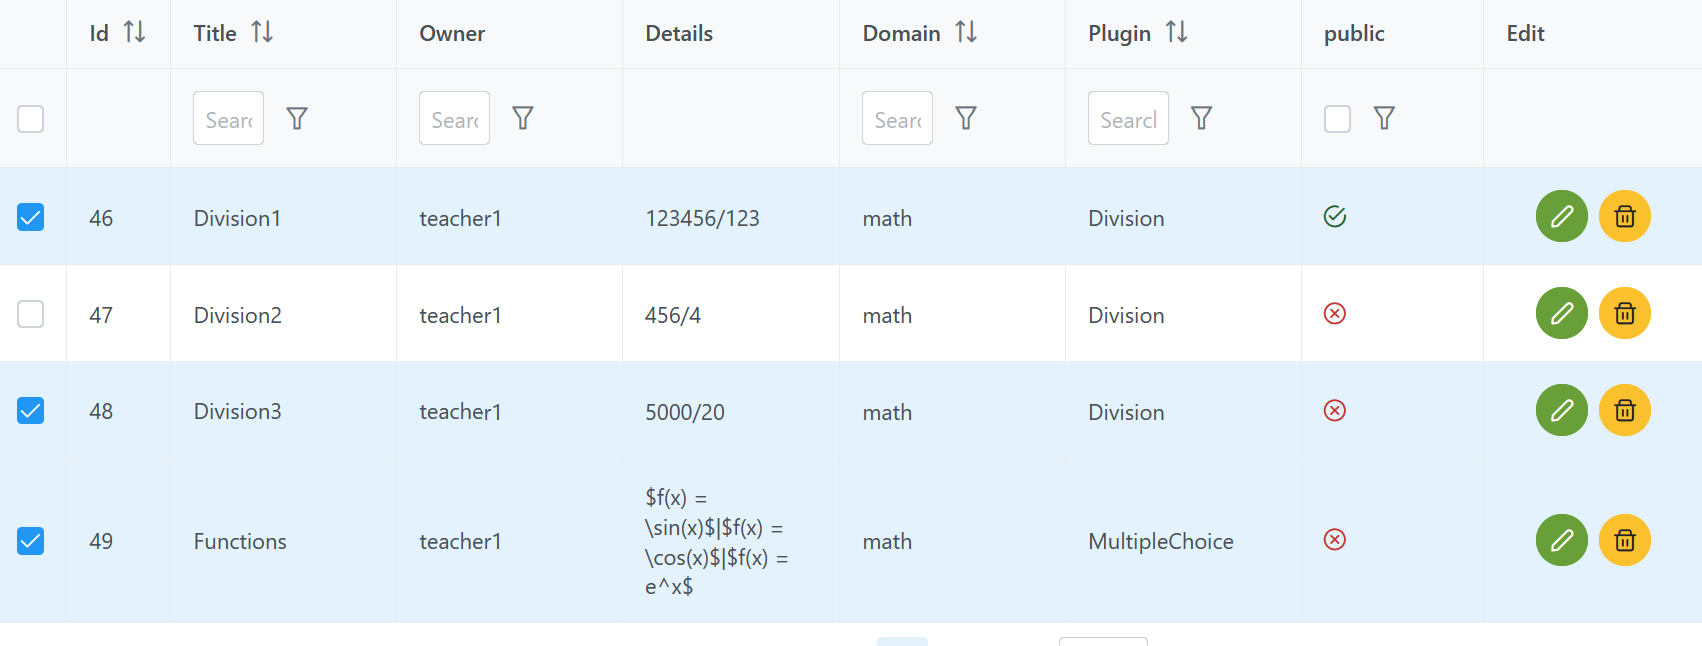 Id Title Owner Details Domain Plugin public Edit
Searc Searc Searc Searcl
46 Division1 teacher1 123456/123 math Division
47 Division2 teacher1 456/4 math Division
48 Division3 teacher1 5000/20 math Division
$f(x) =
\sin(x)$|$f(x) =
49 Functions teacher1 \cos(x)$|$f(x) = math MultipleChoice
e^x$